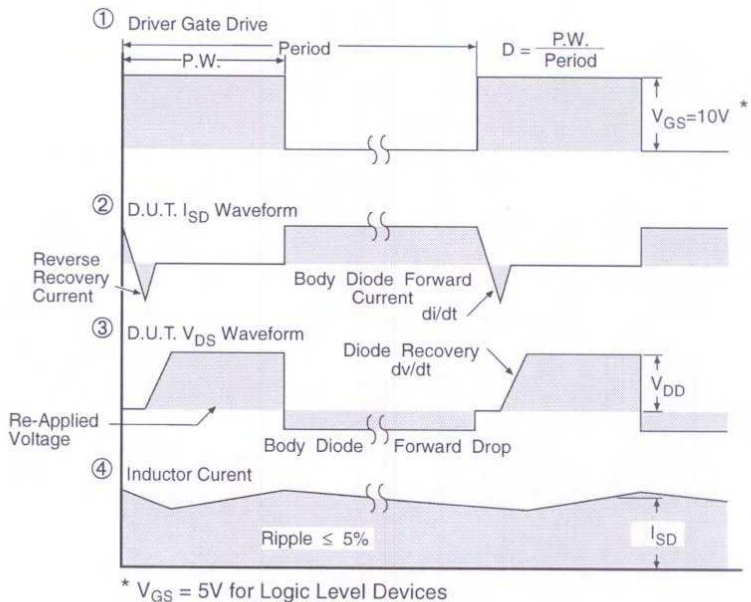 ① Driver Gate Drive
Period
P.W.
D = P.W. / Period
V_GS=10V *
② D.U.T. I_SD Waveform
Reverse
Recovery
Current
Body Diode Forward
Current
di/dt
③ D.U.T. V_DS Waveform
Diode Recovery
dv/dt
V_DD
Re-Applied
Voltage
Body Diode Forward Drop
④ Inductor Curent
Ripple ≤ 5%
I_SD
* V_GS = 5V for Logic Level Devices